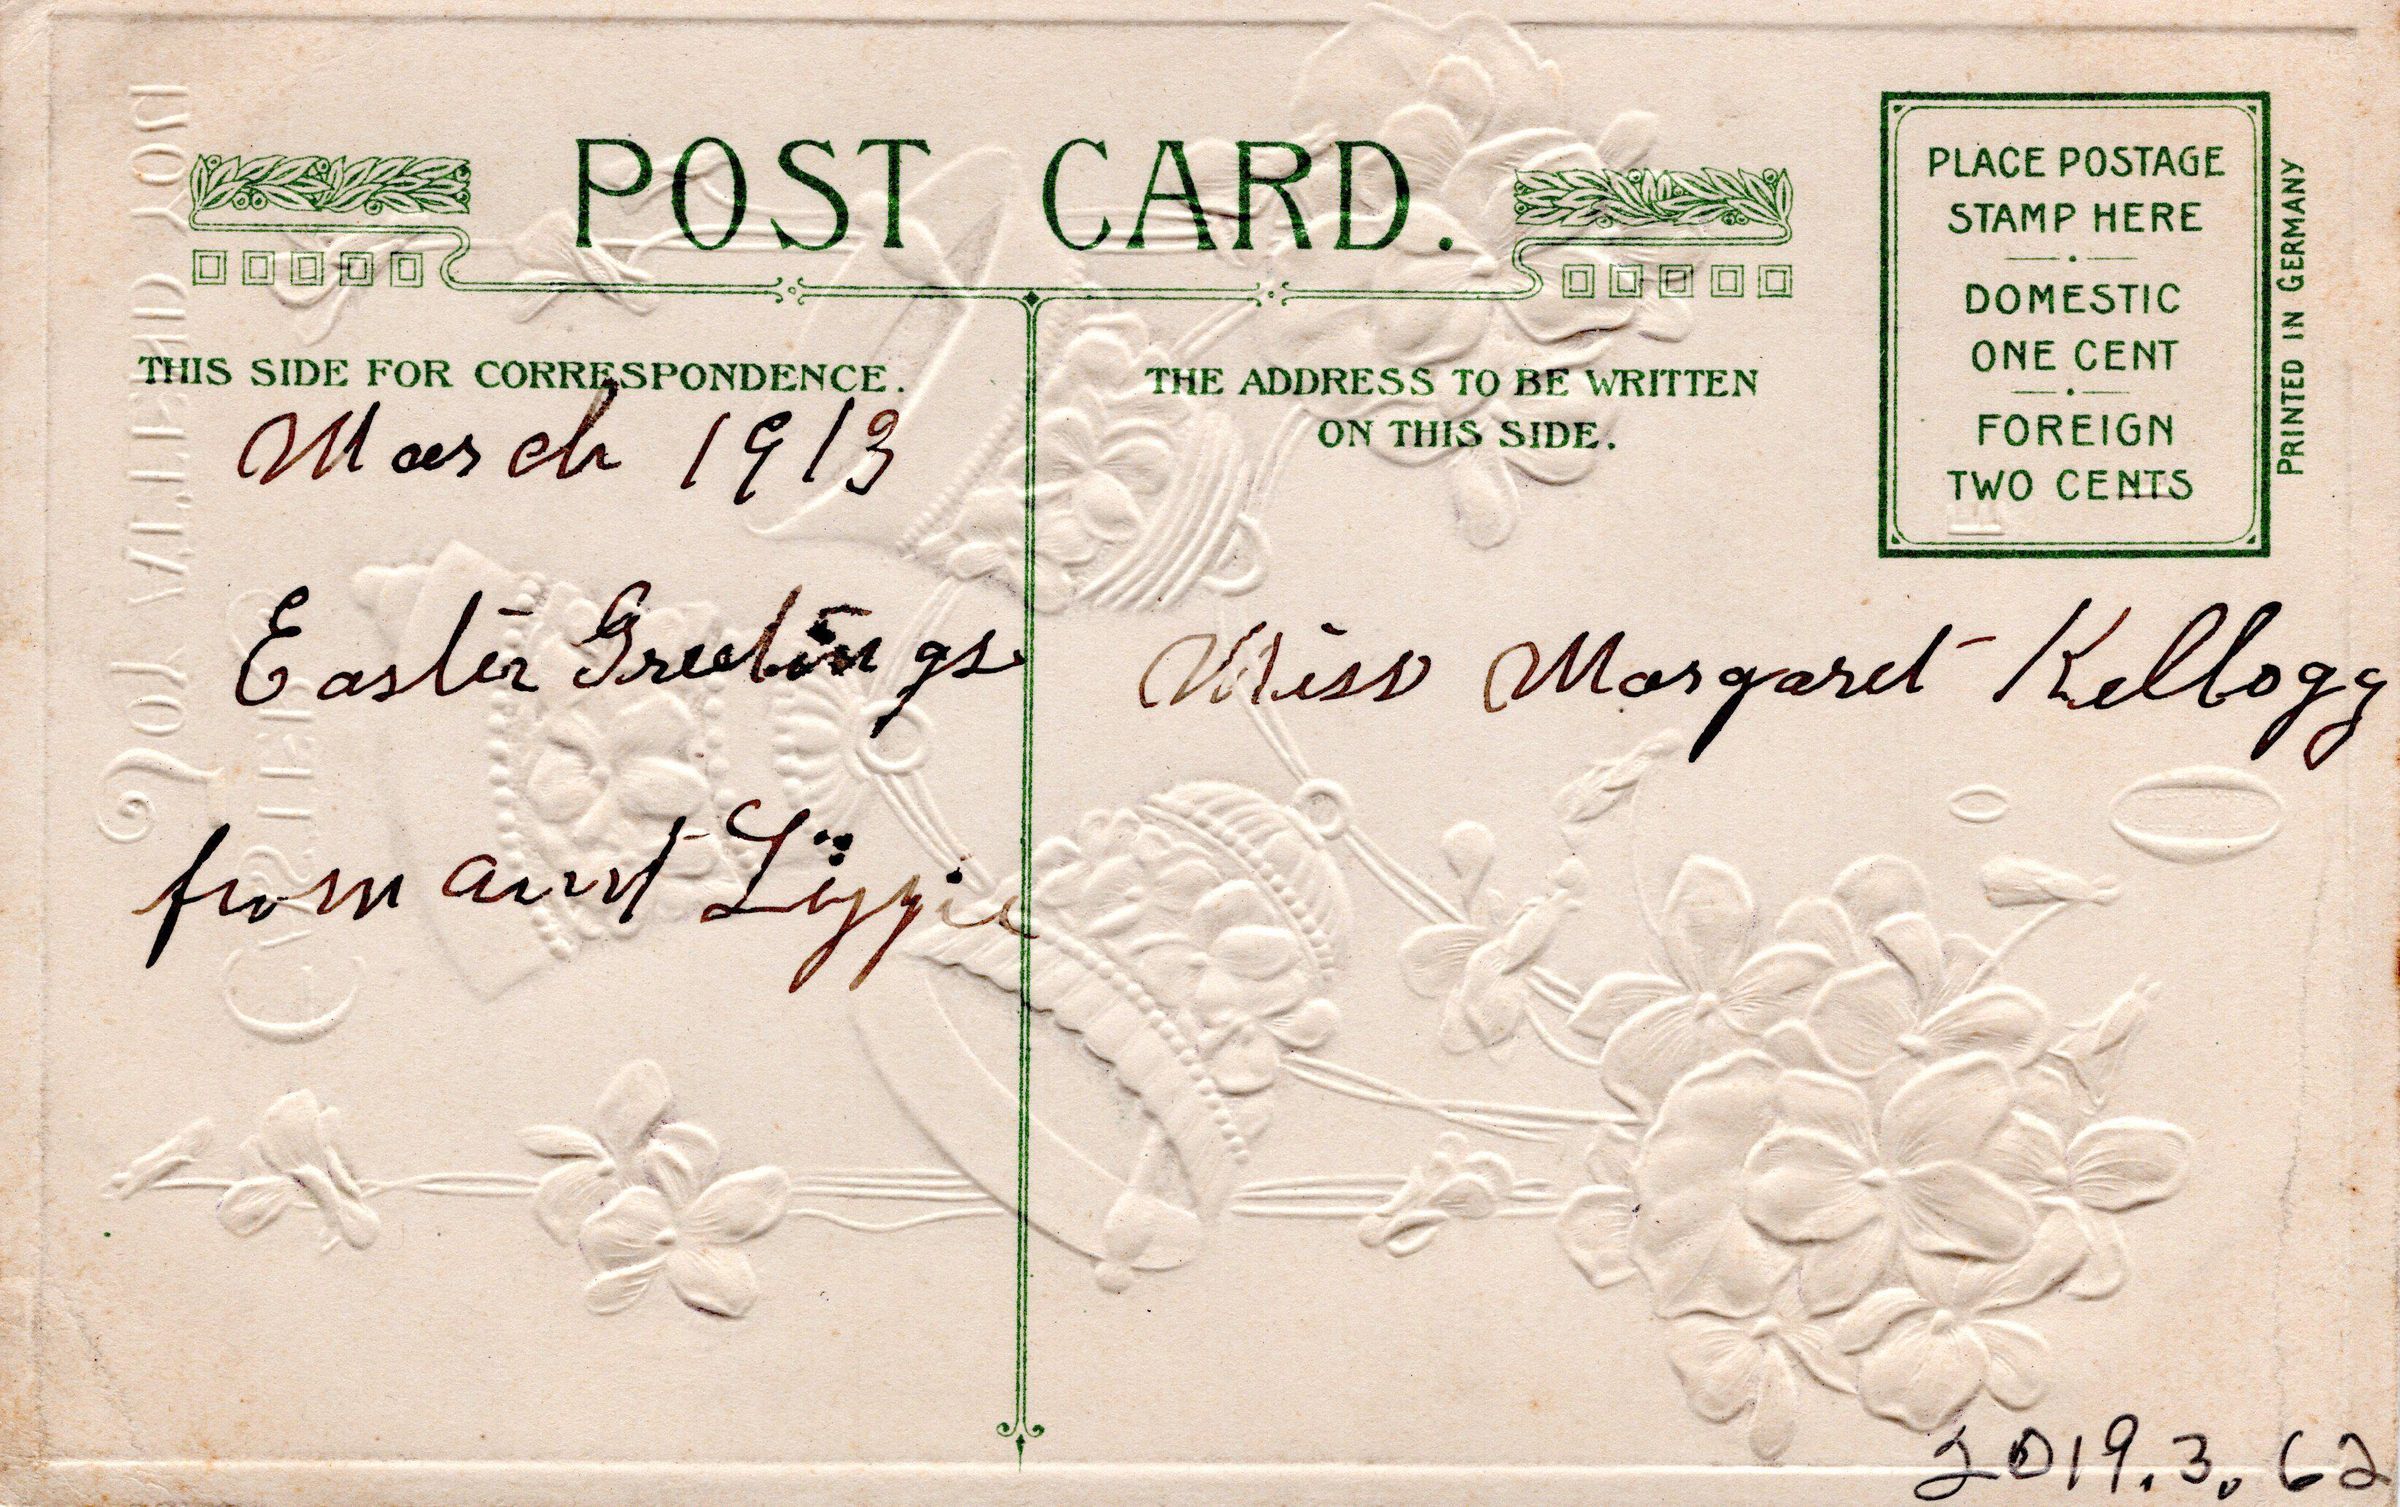 POST CARD.
THIS SIDE FOR CORRESPONDENCE.
March 1913
Easter Greetings
from aunt Lizzie
THE ADDRESS TO BE WRITTEN
ON THIS SIDE.
Miss Margaret Kellogg
PLACE POSTAGE
STAMP HERE
DOMESTIC
ONE CENT
FOREIGN
TWO CENTS
PRINTED IN GERMANY
2019.3.62